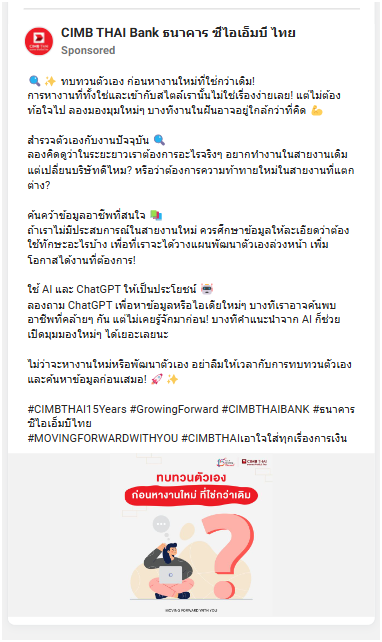 CIMB THAI Bank ธนาคาร ซีไอเอ็มบี ไทย
Sponsored
🔍 ✨ ทบทวนตัวเอง ก่อนหางานใหม่ที่ใช่กว่าเดิม!
การหางานที่ทั้งใช่และเข้ากับสไตล์เรานั้นไม่ใช่เรื่องง่ายเลย! แต่ไม่ต้อง
ท้อใจไป ลองมองมุมใหม่ๆ บางทีงานในฝันอาจอยู่ใกล้กว่าที่คิด 💪
สำรวจตัวเองกับงานปัจจุบัน 🔍
ลองคิดดูว่าในระยะยาวเราต้องการอะไรจริงๆ อยากทำงานในสายงานเดิม
แต่เปลี่ยนบริษัทดีไหม? หรือว่าต้องการความท้าทายใหม่ในสายงานที่แตก
ต่าง?
ค้นคว้าข้อมูลอาชีพที่สนใจ 📚
ถ้าเราไม่มีประสบการณ์ในสายงานใหม่ ควรศึกษาข้อมูลให้ละเอียดว่าต้อง
ใช้ทักษะอะไรบ้าง เพื่อที่เราจะได้วางแผนพัฒนาตัวเองล่วงหน้า เพิ่ม
โอกาสได้งานที่ต้องการ!
ใช้ AI และ ChatGPT ให้เป็นประโยชน์ 🤖
ลองถาม ChatGPT เพื่อหาข้อมูลหรือไอเดียใหม่ๆ บางทีเราอาจค้นพบ
อาชีพที่คล้ายๆ กัน แต่ไม่เคยรู้จักมาก่อน! บางทีคำแนะนำจาก AI ก็ช่วย
เปิดมุมมองใหม่ๆ ได้เยอะเลยนะ
ไม่ว่าจะหางานใหม่หรือพัฒนาตัวเอง อย่าลืมให้เวลากับการทบทวนตัวเอง
และค้นหาข้อมูลก่อนเสมอ! 🚀 ✨
#CIMBTHAI15Years #GrowingForward #CIMBTHAIBANK #ธนาคาร
ซีไอเอ็มบีไทย
#MOVINGFORWARDWITHYOU #CIMBTHAIเอาใจใส่ทุกเรื่องการเงิน
CIMB THAI
ทบทวนตัวเอง
ก่อนหางานใหม่ ที่ใช่กว่าเดิม
MOVING FORWARD WITH YOU